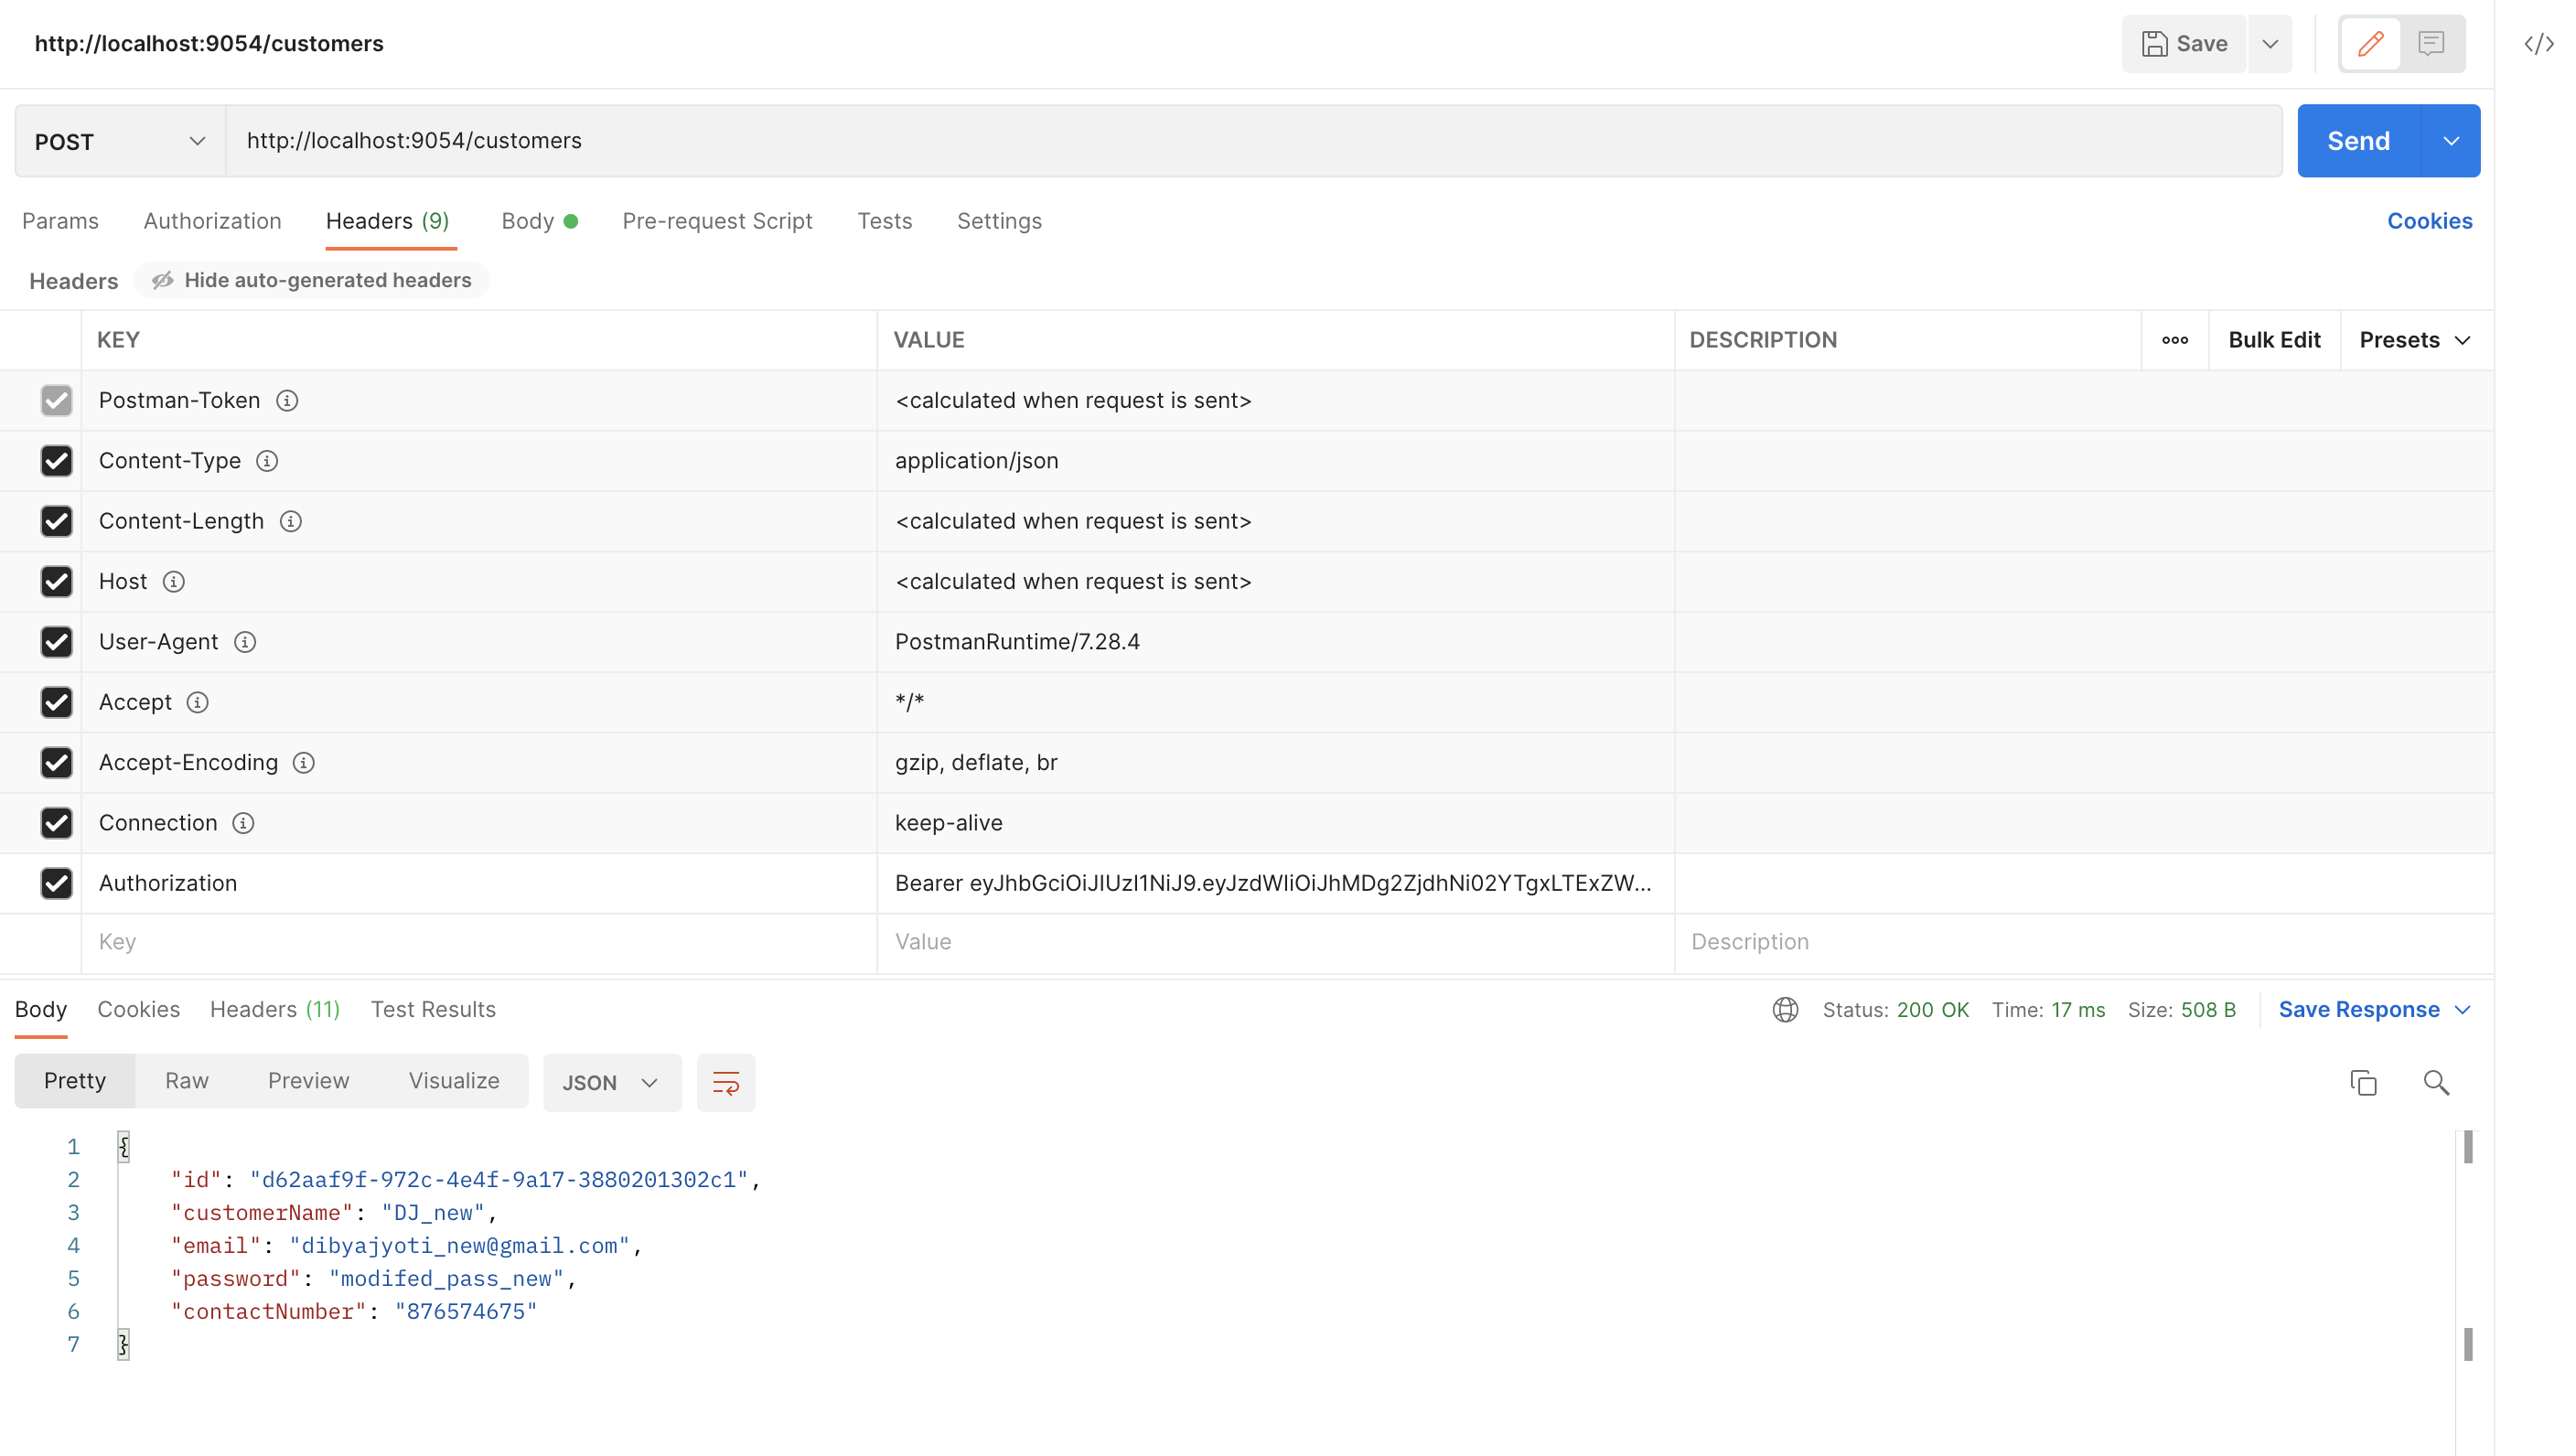 http://localhost:9054/customers
Save
POST
http://localhost:9054/customers
Send
Params Authorization Headers (9) Body Pre-request Script Tests Settings Cookies
Headers Hide auto-generated headers
KEY VALUE DESCRIPTION ooo Bulk Edit Presets
Postman-Token <calculated when request is sent>
Content-Type application/json
Content-Length <calculated when request is sent>
Host <calculated when request is sent>
User-Agent PostmanRuntime/7.28.4
Accept */*
Accept-Encoding gzip, deflate, br
Connection keep-alive
Authorization Bearer eyJhbGciOiJIUzI1NiJ9.eyJzdWIiOiJhMDg2ZjdhNi02YTgxLTExZW...
Key Value Description
Body Cookies Headers (11) Test Results Status: 200 OK Time: 17 ms Size: 508 B Save Response
Pretty Raw Preview Visualize JSON
1 {
2 "id": "d62aaf9f-972c-4e4f-9a17-3880201302c1",
3 "customerName": "DJ_new",
4 "email": "dibyajyoti_new@gmail.com",
5 "password": "modifed_pass_new",
6 "contactNumber": "876574675"
7 }